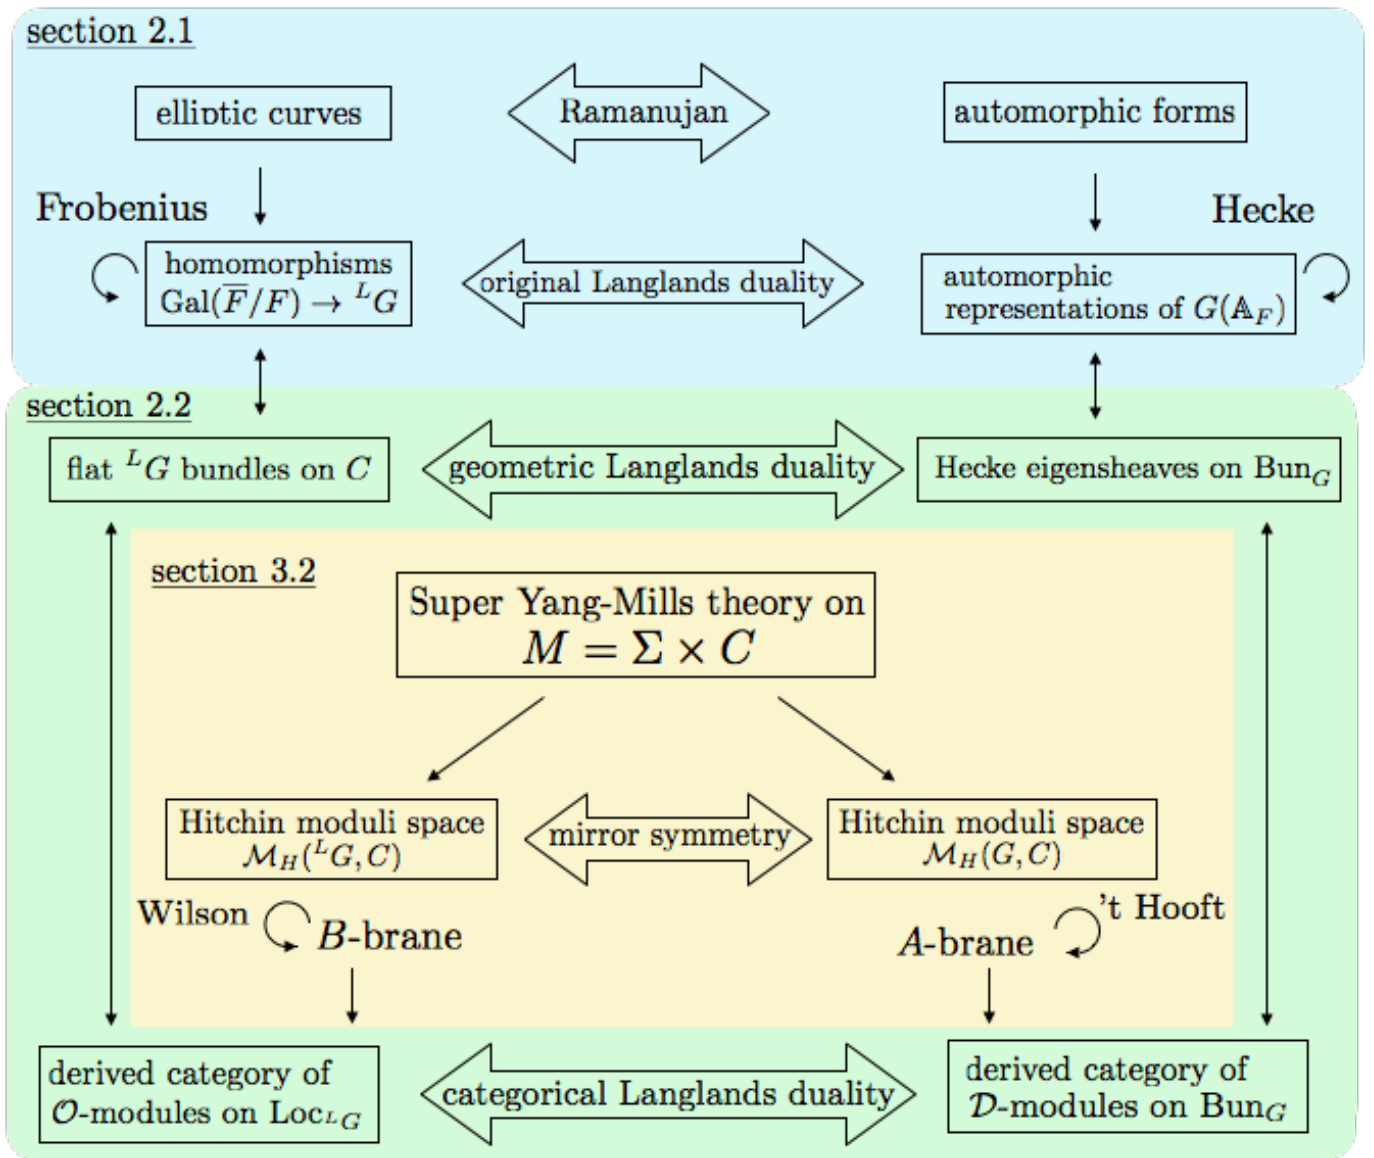 section 2.1
elliptic curves
Ramanujan
automorphic forms
Frobenius
Hecke
homomorphisms
Gal(F̅/F) → ᴸG
original Langlands duality
automorphic
representations of G(𝔸_F)
section 2.2
flat ᴸG bundles on C
geometric Langlands duality
Hecke eigensheaves on Bun_G
section 3.2
Super Yang-Mills theory on
M = Σ × C
Hitchin moduli space
ℳ_H(ᴸG, C)
mirror symmetry
Hitchin moduli space
ℳ_H(G, C)
Wilson
B-brane
't Hooft
A-brane
derived category of
𝒪-modules on Loc_ᴸG
categorical Langlands duality
derived category of
𝒟-modules on Bun_G